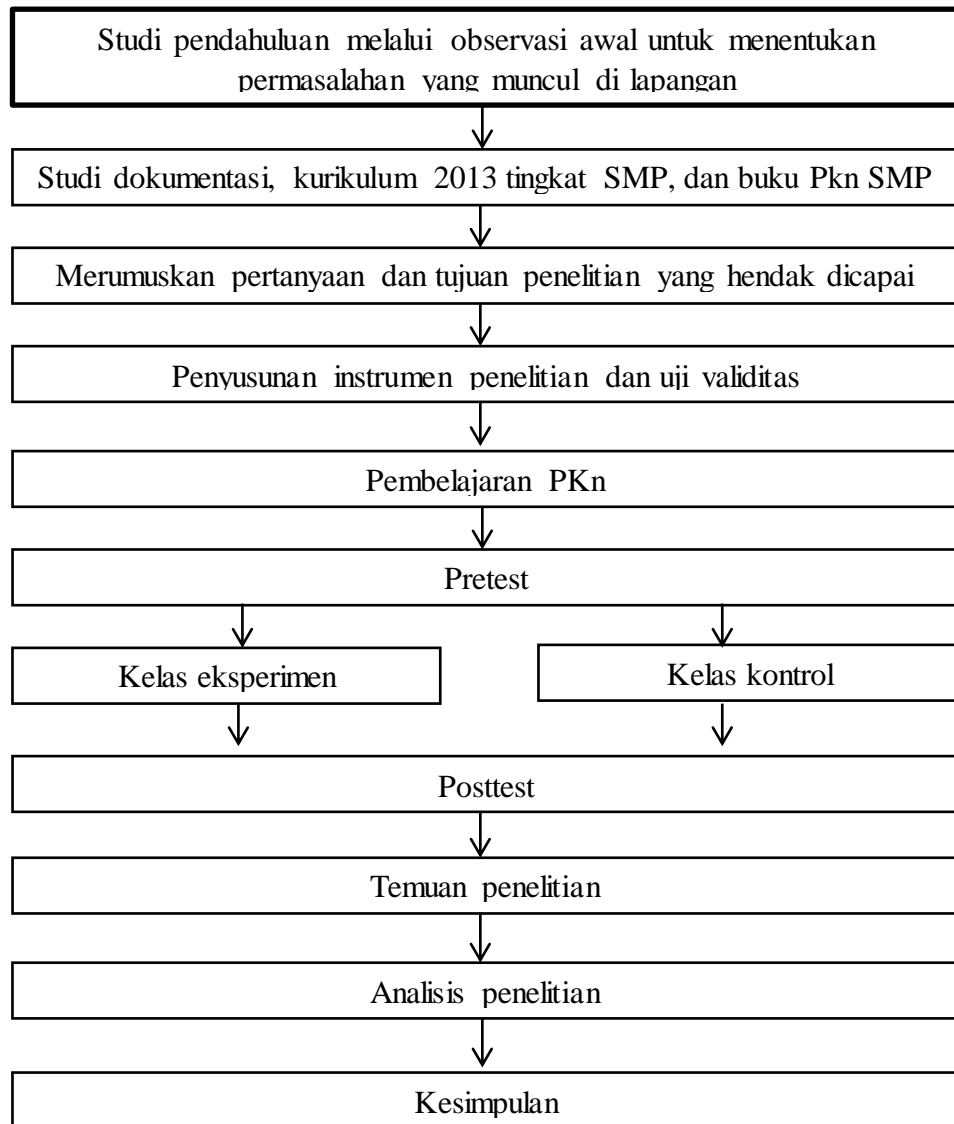 Studi pendahuluan melalui observasi awal untuk menentukan
permasalahan yang muncul di lapangan
Studi dokumentasi, kurikulum 2013 tingkat SMP, dan buku Pkn SMP
Merumuskan pertanyaan dan tujuan penelitian yang hendak dicapai
Penyusunan instrumen penelitian dan uji validitas
Pembelajaran PKn
Pretest
Kelas eksperimen
Kelas kontrol
Posttest
Temuan penelitian
Analisis penelitian
Kesimpulan